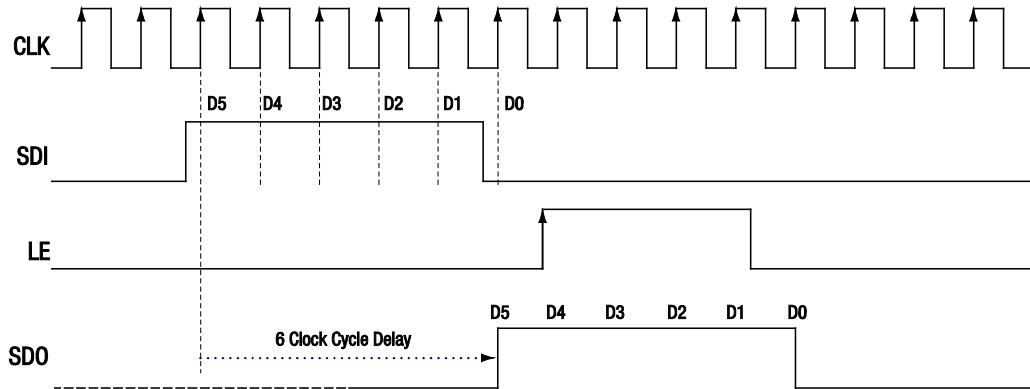 CLK
D5 D4 D3 D2 D1 D0
SDI
LE
D5 D4 D3 D2 D1 D0
6 Clock Cycle Delay
SDO